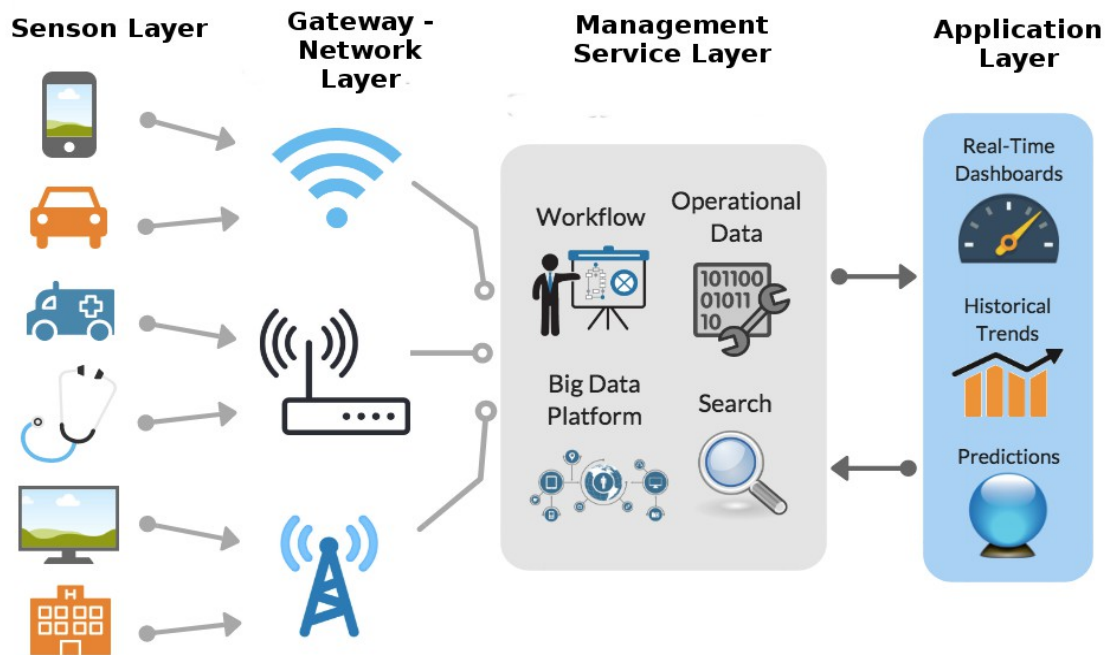 Senson Layer
Gateway -
Network
Layer
Management
Service Layer
Application
Layer
Workflow
Operational
Data
101100
01011
10
Big Data
Platform
Search
Real-Time
Dashboards
Historical
Trends
Predictions
H